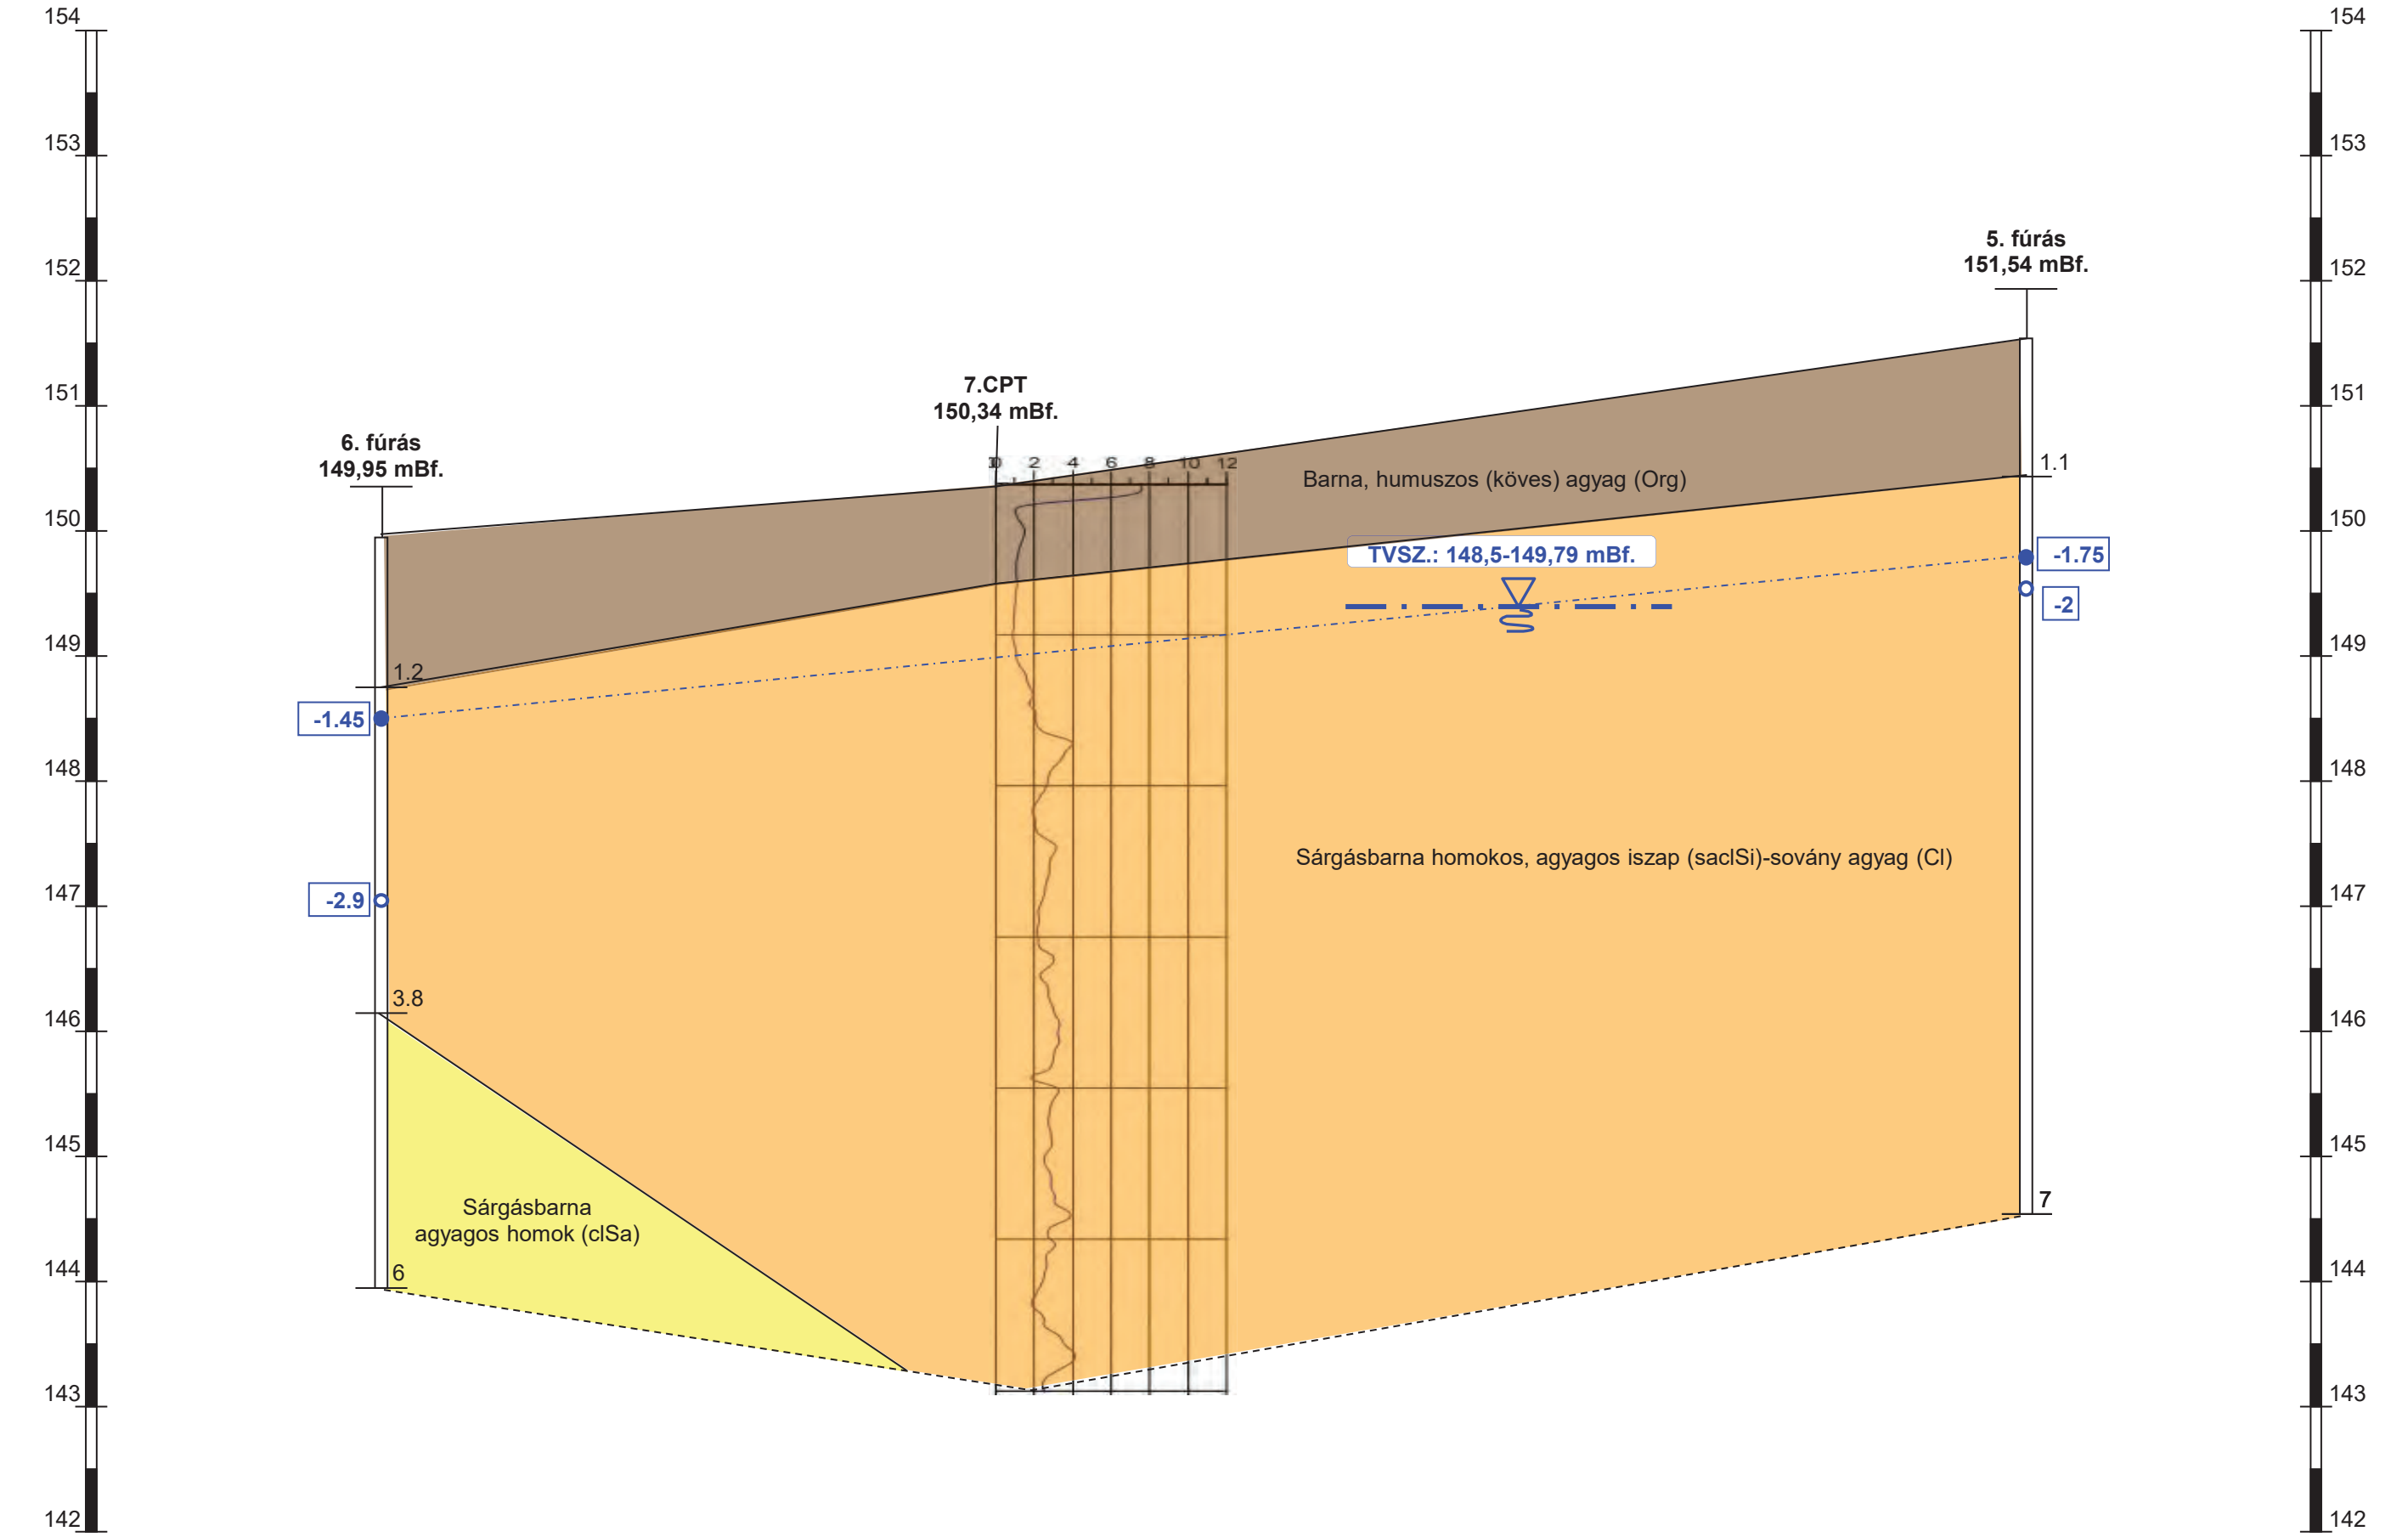 154
154
153
153
5. fúrás
151,54 mBf.
152
152
7.CPT
150,34 mBf.
151
151
6. fúrás
149,95 mBf.
2 4 6 8 10 12
1.1
Barna, humuszos (köves) agyag (Org)
150
150
TVSZ.: 148,5-149,79 mBf.
-1.75
-2
149
149
1.2
-1.45
148
148
Sárgásbarna homokos, agyagos iszap (saclSi)-sovány agyag (Cl)
147
147
-2.9
3.8
146
146
145
145
7
Sárgásbarna
agyagos homok (clSa)
144
144
6
143
143
142
142